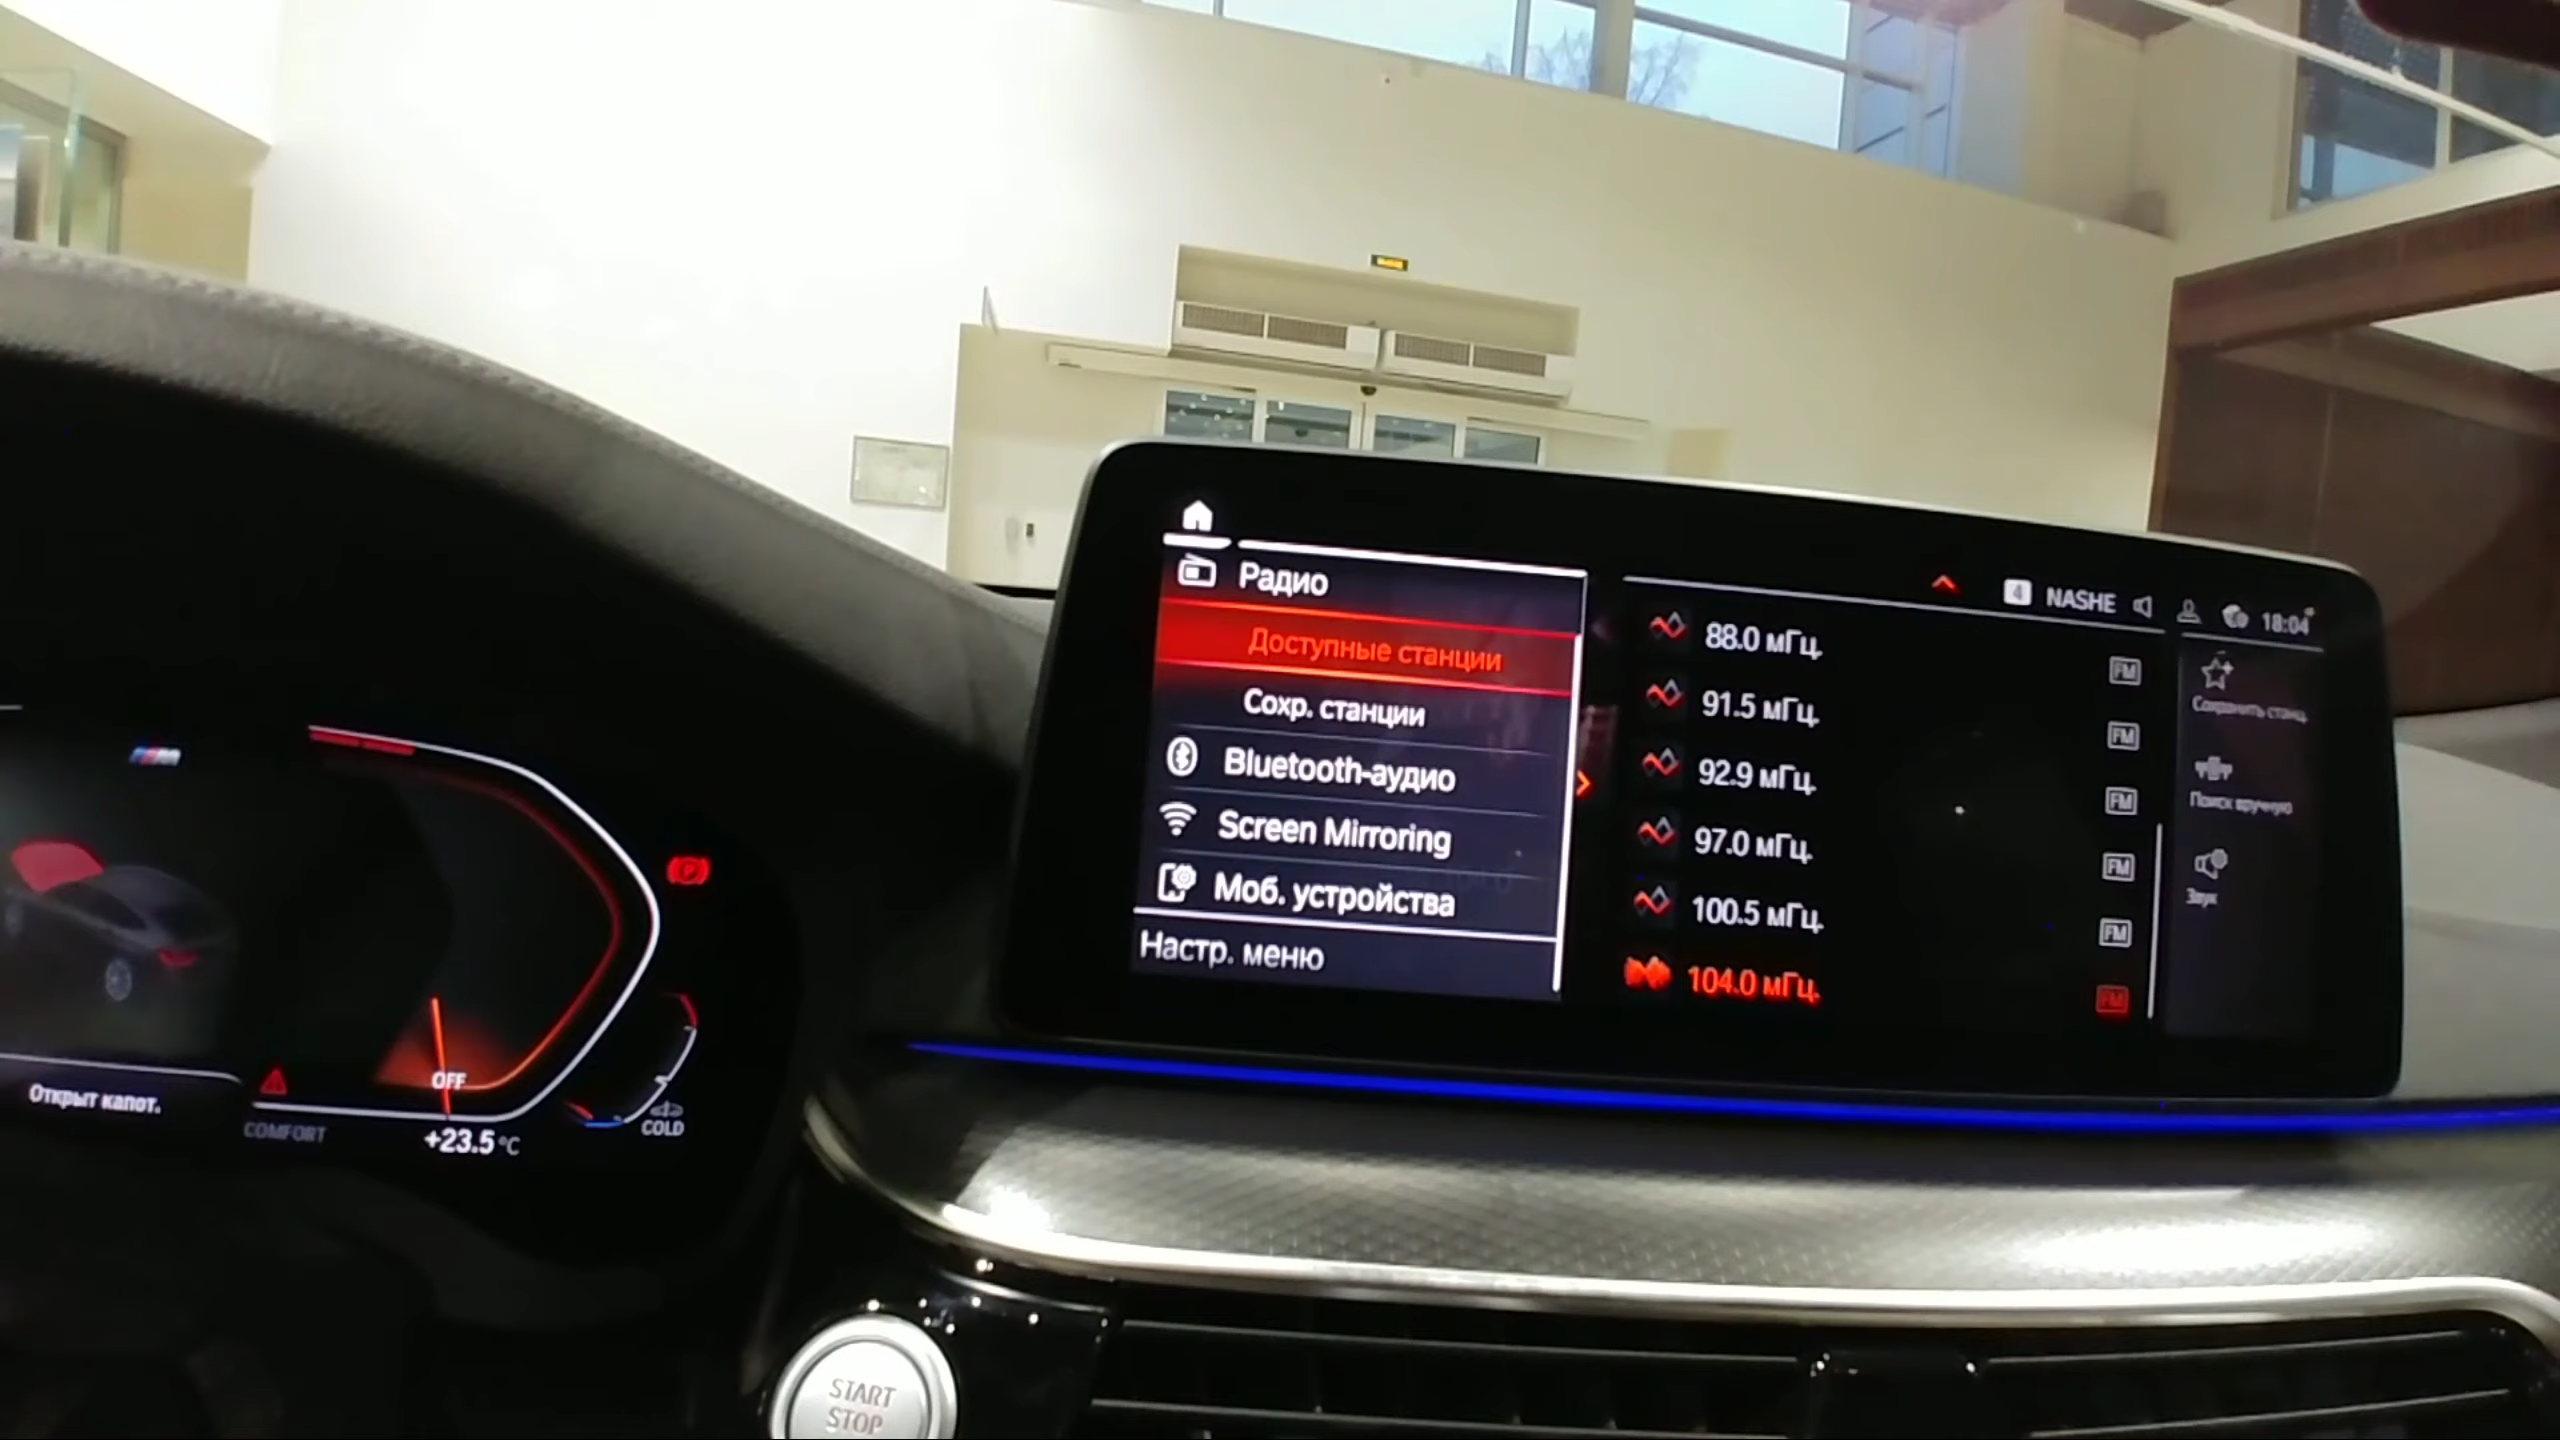 Радио
Доступные станции
Сохр. станции
Bluetooth-аудио
Screen Mirroring
Моб. устройства
Настр. меню
4 NASHE 18:04
88.0 мГц. FM
91.5 мГц. FM
92.9 мГц. FM
97.0 мГц. FM
100.5 мГц. FM
104.0 мГц. FM
Сохранить станц.
Поиск вручную
Звук
Открыт капот.
COMFORT
OFF
+23.5 °C
COLD
START
STOP